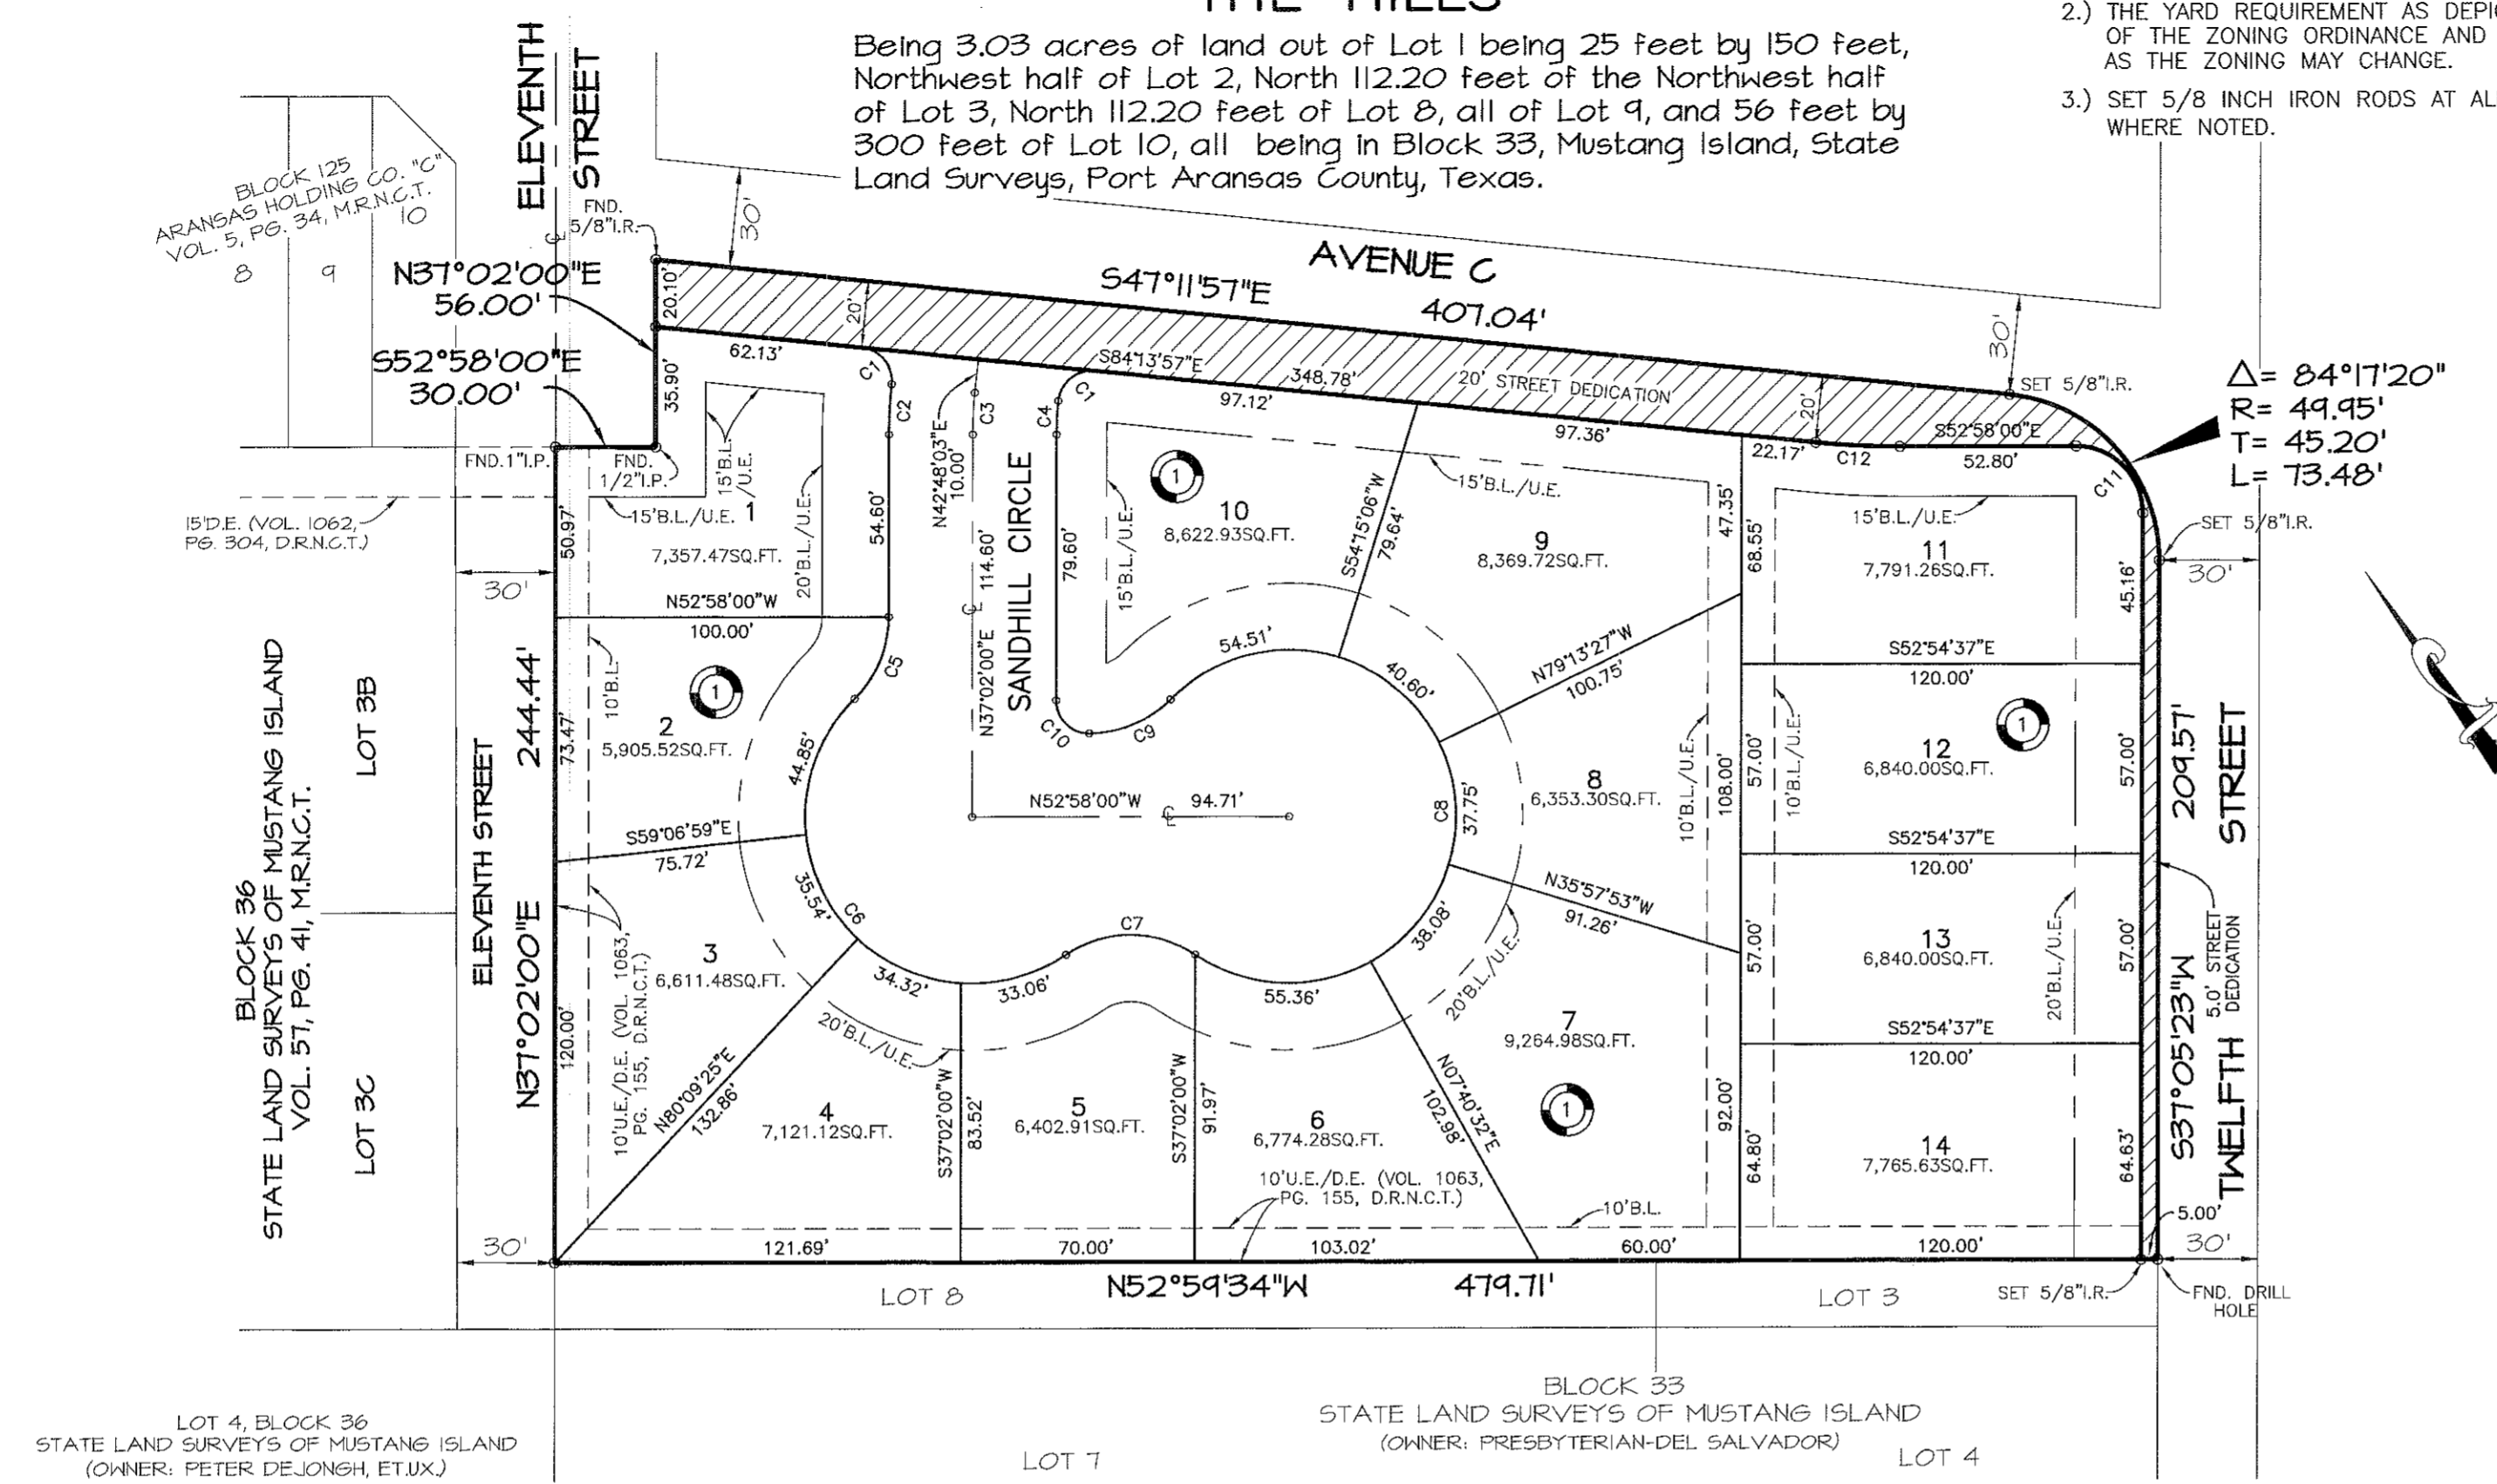 Being 3.03 acres of land out of Lot 1 being 25 feet by 150 feet,
Northwest half of Lot 2, North 112.20 feet of the Northwest half
of Lot 3, North 112.20 feet of Lot 8, all of Lot 9, and 56 feet by
300 feet of Lot 10, all being in Block 33, Mustang Island, State
Land Surveys, Port Aransas County, Texas.
2.) THE YARD REQUIREMENT AS
OF THE ZONING ORDINANCE AND
AS THE ZONING MAY CHANGE.
3.) SET 5/8 INCH IRON RODS AT
WHERE NOTED.
ELEVENTH
STREET
BLOCK 125
ARANSAS HOLDING CO. "C"
VOL. 5, PG. 34, M.R.N.C.T.
8
9
10
FND.
5/8"I.R.
30'
AVENUE C
S47°11'57"E
407.04'
30'
N37°02'00"E
56.00'
S52°58'00"E
30.00'
20.10'
35.90'
20'
62.13'
C1
C2
C3
C4
C1
S84°13'57"E
348.78'
97.12'
20' STREET DEDICATION
97.36'
20'
22.17'
C12
S52°58'00"E
52.80'
C11
SET 5/8"I.R.
Δ= 84°17'20"
R= 49.95'
T= 45.20'
L= 73.48'
SET 5/8"I.R.
30'
FND.1"I.P.
FND.
1/2"I.P.
15'D.E. (VOL. 1062,
PG. 304, D.R.N.C.T.)
30'
50.97'
15'B.L.
/U.E.
15'B.L./U.E.
1
7,357.47SQ.FT.
20'B.L./U.E.
54.60'
N52°58'00"W
100.00'
N42°48'03"E
10.00'
114.60'
N37°02'00"E
SANDHILL CIRCLE
79.60'
15'B.L./U.E.
1
10
8,622.93SQ.FT.
S54°15'06"W
79.64'
15'B.L./U.E.
9
8,369.72SQ.FT.
47.35'
68.55'
15'B.L./U.E.
11
7,791.26SQ.FT.
45.16'
S52°54'37"E
120.00'
BLOCK 36
STATE LAND SURVEYS OF MUSTANG ISLAND
VOL. 57, PG. 41, M.R.N.C.T.
LOT 3B
LOT 3C
ELEVENTH STREET
N37°02'00"E
244.44'
73.47'
10'B.L.
1
2
5,905.52SQ.FT.
C5
44.85'
S59°06'59"E
75.72'
C10
C9
54.51'
40.60'
N79°13'27"W
100.75'
N52°58'00"W
94.71'
C8
37.75'
8
6,353.30SQ.FT.
10'B.L./U.E.
108.00'
57.00'
10'B.L./U.E.
1
12
6,840.00SQ.FT.
57.00'
S52°54'37"E
120.00'
209.57'
S37°05'23"W
TWELFTH
STREET
5.0' STREET
DEDICATION
35.54'
C6
3
6,611.48SQ.FT.
120.00'
10'U.E./D.E. (VOL. 1063,
PG. 155, D.R.N.C.T.)
34.32'
33.06'
C7
55.36'
38.08'
N35°57'53"W
91.26'
20'B.L./U.E.
57.00'
13
6,840.00SQ.FT.
20'B.L./U.E.
57.00'
S52°54'37"E
120.00'
N80°09'25"E
132.86'
20'B.L./U.E.
4
7,121.12SQ.FT.
S37°02'00"W
83.52'
5
6,402.91SQ.FT.
S37°02'00"W
91.97'
6
6,774.28SQ.FT.
N07°40'32"E
102.98'
7
9,264.98SQ.FT.
1
92.00'
64.80'
14
7,765.63SQ.FT.
64.63'
10'U.E./D.E. (VOL. 1063,
PG. 155, D.R.N.C.T.)
10'B.L.
5.00'
30'
30'
121.69'
70.00'
103.02'
60.00'
120.00'
N52°59'34"W
479.71'
LOT 8
LOT 3
SET 5/8"I.R.
FND. DRILL
HOLE
LOT 4, BLOCK 36
STATE LAND SURVEYS OF MUSTANG ISLAND
(OWNER: PETER DEJONGH, ET.UX.)
BLOCK 33
STATE LAND SURVEYS OF MUSTANG ISLAND
(OWNER: PRESBYTERIAN-DEL SALVADOR)
LOT 7
LOT 4